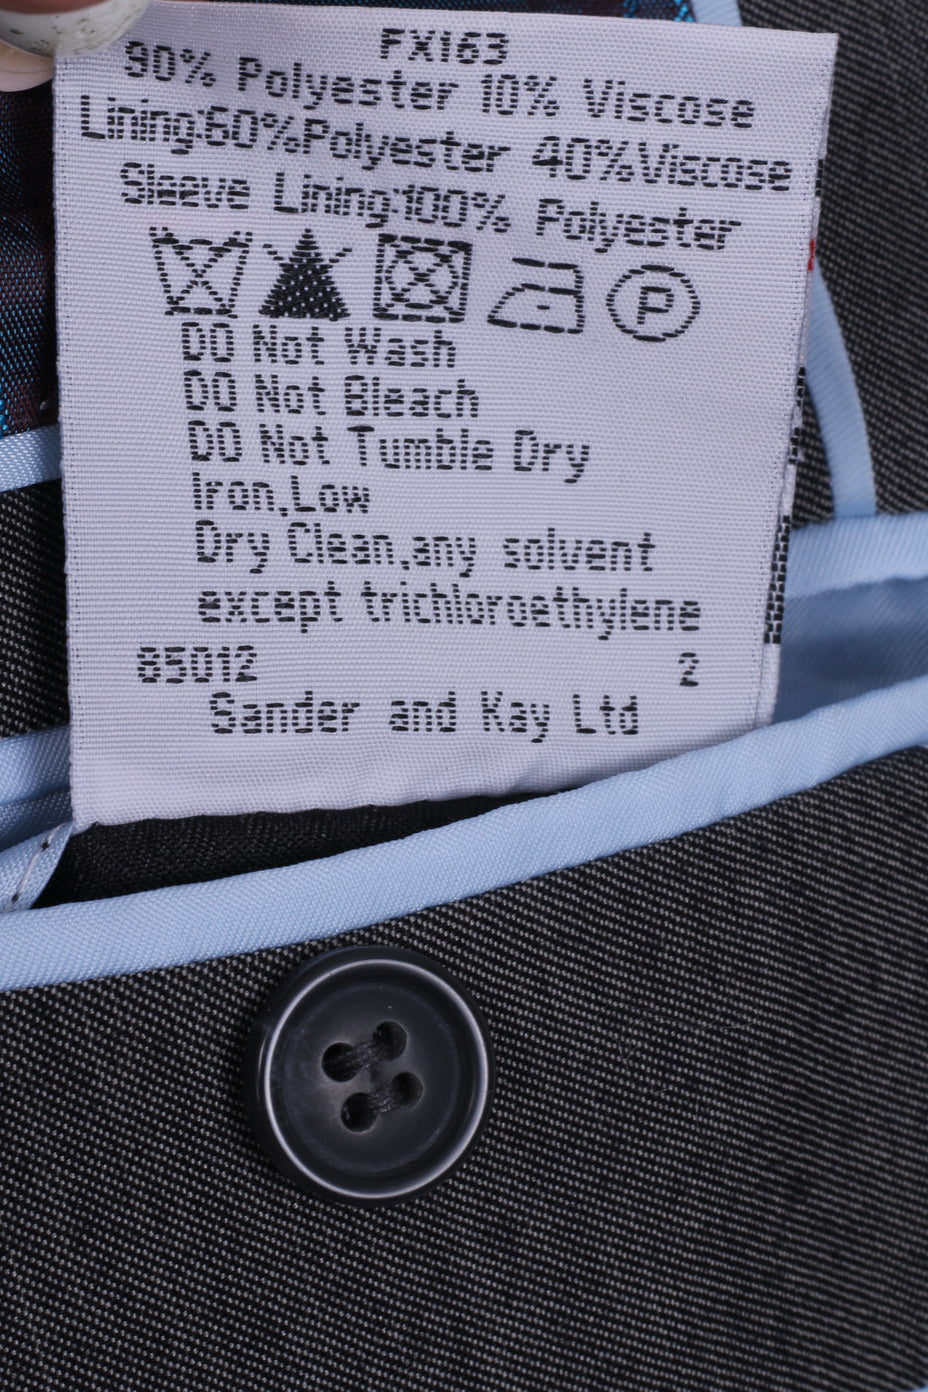 FX163
90% Polyester 10% Viscose
Lining:60%Polyester 40%Viscose
Sleeve Lining:100% Polyester
P
DO Not Wash
DO Not Bleach
DO Not Tumble Dry
Iron,Low
Dry Clean,any solvent
except trichloroethylene
85012 2
Sander and Kay Ltd